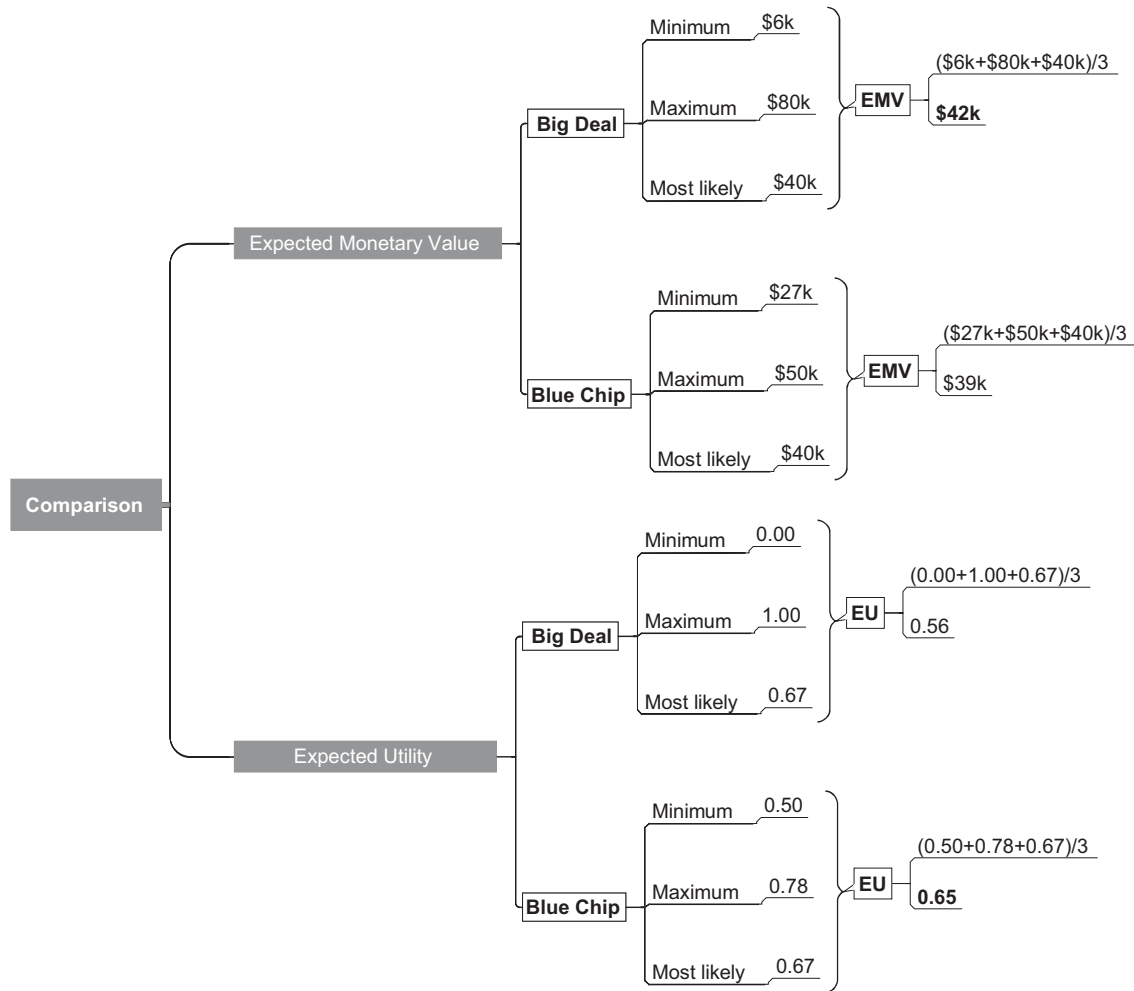 Comparison
Expected Monetary Value
Big Deal
Minimum $6k
Maximum $80k
Most likely $40k
EMV
($6k+$80k+$40k)/3
$42k
Blue Chip
Minimum $27k
Maximum $50k
Most likely $40k
EMV
($27k+$50k+$40k)/3
$39k
Expected Utility
Big Deal
Minimum 0.00
Maximum 1.00
Most likely 0.67
EU
(0.00+1.00+0.67)/3
0.56
Blue Chip
Minimum 0.50
Maximum 0.78
Most likely 0.67
EU
(0.50+0.78+0.67)/3
0.65